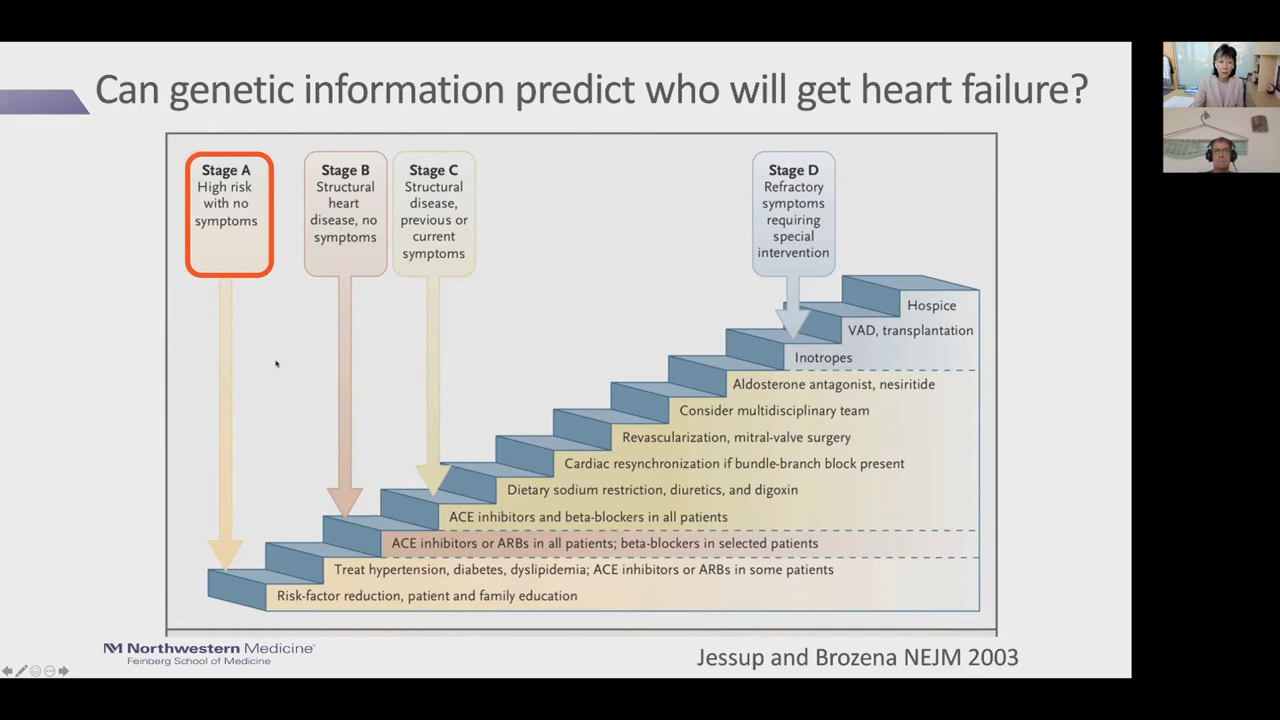 Can genetic information predict who will get heart failure?
Stage A
High risk
with no
symptoms
Stage B
Structural
heart
disease, no
symptoms
Stage C
Structural
disease,
previous or
current
symptoms
Stage D
Refractory
symptoms
requiring
special
intervention
Hospice
VAD, transplantation
Inotropes
Aldosterone antagonist, nesiritide
Consider multidisciplinary team
Revascularization, mitral-valve surgery
Cardiac resynchronization if bundle-branch block present
Dietary sodium restriction, diuretics, and digoxin
ACE inhibitors and beta-blockers in all patients
ACE inhibitors or ARBs in all patients; beta-blockers in selected patients
Treat hypertension, diabetes, dyslipidemia; ACE inhibitors or ARBs in some patients
Risk-factor reduction, patient and family education
Northwestern Medicine®
Feinberg School of Medicine
Jessup and Brozena NEJM 2003